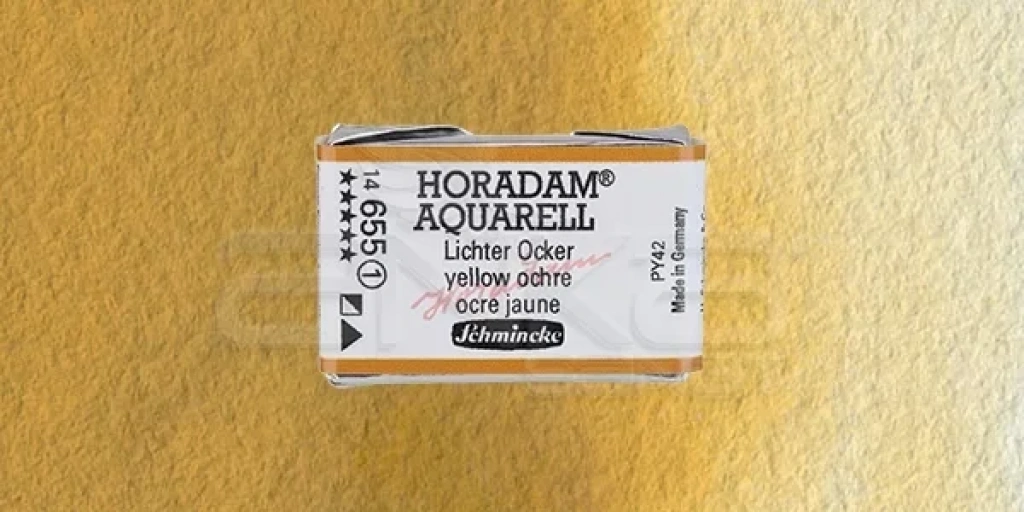 HORADAM®
AQUARELL
Lichter Ocker
yellow ochre
ocre jaune
Schmincke
14 655 1
PY42
Made in Germany